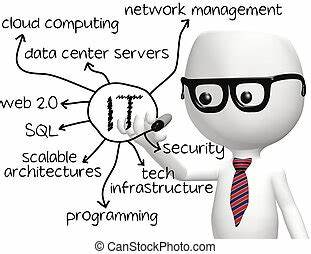 network management
cloud computing
data center servers
web 2.0
IT
SQL
security
scalable
architectures
tech
infrastructure
programming
© Can Stock Photo